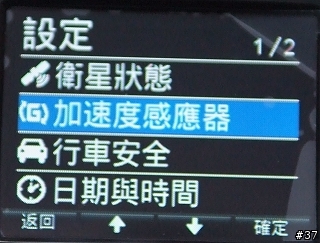 設定 1/2
衛星狀態
(G) 加速度感應器
行車安全
日期與時間
返回 確定
#37